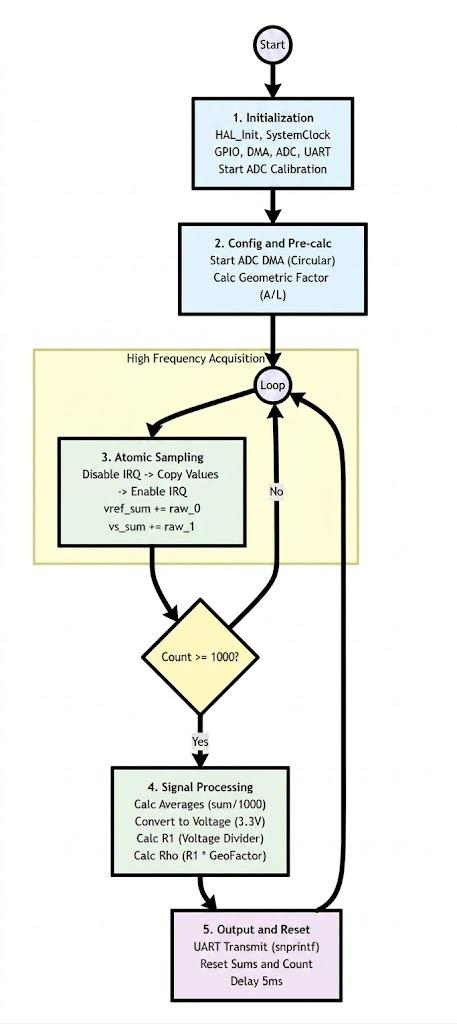 Start
1. Initialization
HAL_Init, SystemClock
GPIO, DMA, ADC, UART
Start ADC Calibration
2. Config and Pre-calc
Start ADC DMA (Circular)
Calc Geometric Factor
(A/L)
High Frequency Acquisition
Loop
3. Atomic Sampling
Disable IRQ -> Copy Values
-> Enable IRQ
vref_sum += raw_0
vs_sum += raw_1
No
Count >= 1000?
Yes
4. Signal Processing
Calc Averages (sum/1000)
Convert to Voltage (3.3V)
Calc R1 (Voltage Divider)
Calc Rho (R1 * GeoFactor)
5. Output and Reset
UART Transmit (snprintf)
Reset Sums and Count
Delay 5ms